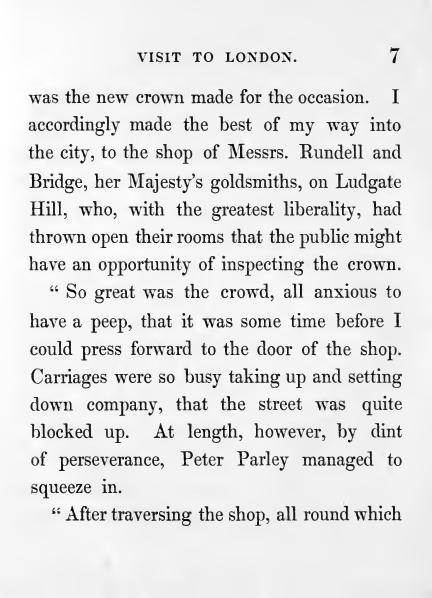 VISIT TO LONDON. 7
was the new crown made for the occasion. I
accordingly made the best of my way into
the city, to the shop of Messrs. Rundell and
Bridge, her Majesty's goldsmiths, on Ludgate
Hill, who, with the greatest liberality, had
thrown open their rooms that the public might
have an opportunity of inspecting the crown.
“ So great was the crowd, all anxious to
have a peep, that it was some time before I
could press forward to the door of the shop.
Carriages were so busy taking up and setting
down company, that the street was quite
blocked up. At length, however, by dint
of perseverance, Peter Parley managed to
squeeze in.
“ After traversing the shop, all round which